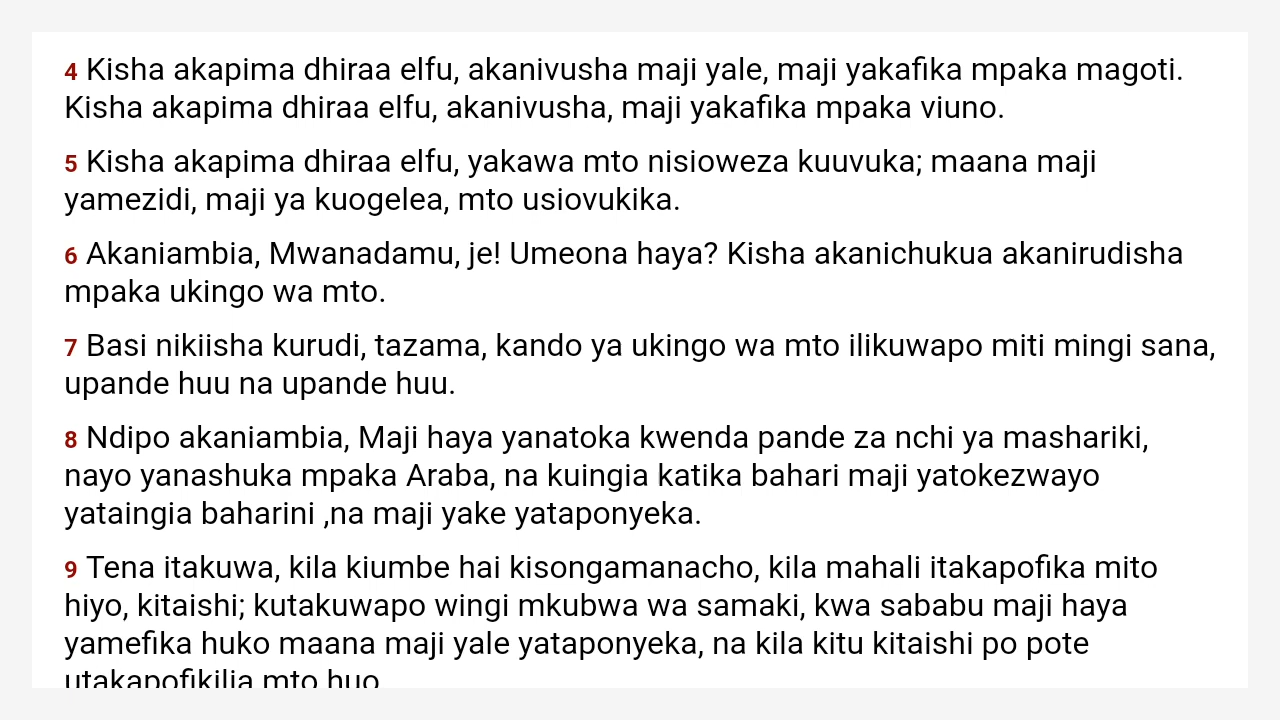 4 Kisha akapima dhiraa elfu, akanivusha maji yale, maji yakafika mpaka magoti.
Kisha akapima dhiraa elfu, akanivusha, maji yakafika mpaka viuno.
5 Kisha akapima dhiraa elfu, yakawa mto nisioweza kuuvuka; maana maji
yamezidi, maji ya kuogelea, mto usiovukika.
6 Akaniambia, Mwanadamu, je! Umeona haya? Kisha akanichukua akanirudisha
mpaka ukingo wa mto.
7 Basi nikiisha kurudi, tazama, kando ya ukingo wa mto ilikuwapo miti mingi sana,
upande huu na upande huu.
8 Ndipo akaniambia, Maji haya yanatoka kwenda pande za nchi ya mashariki,
nayo yanashuka mpaka Araba, na kuingia katika bahari maji yatokezwayo
yataingia baharini ,na maji yake yataponyeka.
9 Tena itakuwa, kila kiumbe hai kisongamanacho, kila mahali itakapofika mito
hiyo, kitaishi; kutakuwapo wingi mkubwa wa samaki, kwa sababu maji haya
yamefika huko maana maji yale yataponyeka, na kila kitu kitaishi po pote
utakapofikilia mto huo